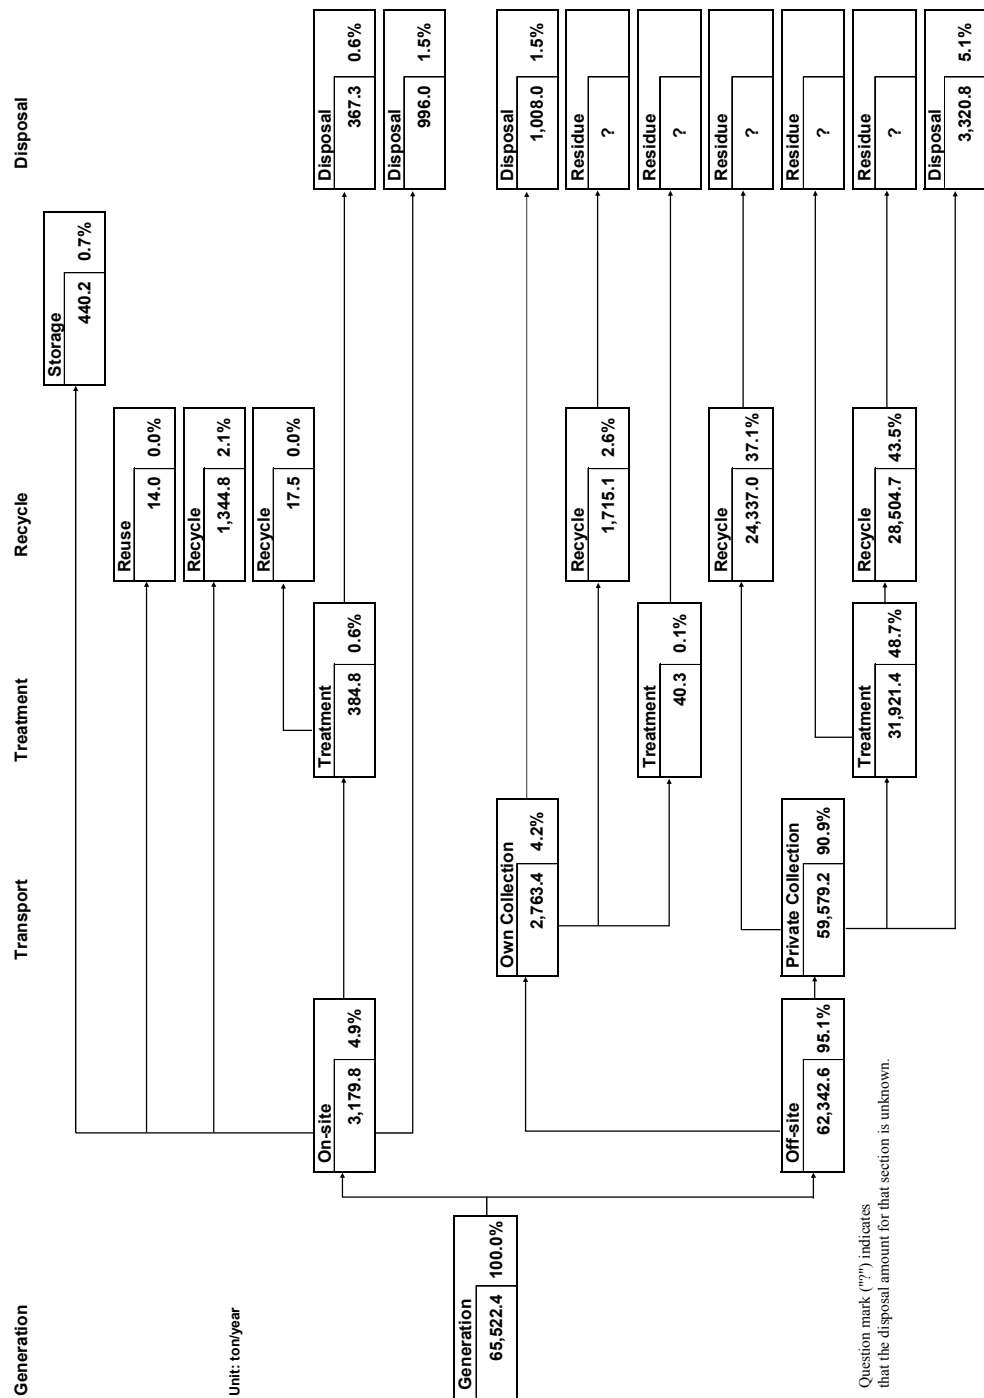 Generation
Transport
Treatment
Recycle
Disposal
Unit: ton/year
Storage
440.2 0.7%
Reuse
14.0 0.0%
Recycle
1,344.8 2.1%
Recycle
17.5 0.0%
On-site
3,179.8 4.9%
Treatment
384.8 0.6%
Disposal
367.3 0.6%
Disposal
996.0 1.5%
Generation
65,522.4 100.0%
Own Collection
2,763.4 4.2%
Disposal
1,008.0 1.5%
Recycle
1,715.1 2.6%
Residue
?
Treatment
40.3 0.1%
Residue
?
Recycle
24,337.0 37.1%
Residue
?
Off-site
62,342.6 95.1%
Private Collection
59,579.2 90.9%
Residue
?
Treatment
31,921.4 48.7%
Recycle
28,504.7 43.5%
Residue
?
Disposal
3,320.8 5.1%
Question mark ("?") indicates
that the disposal amount for that section is unknown.